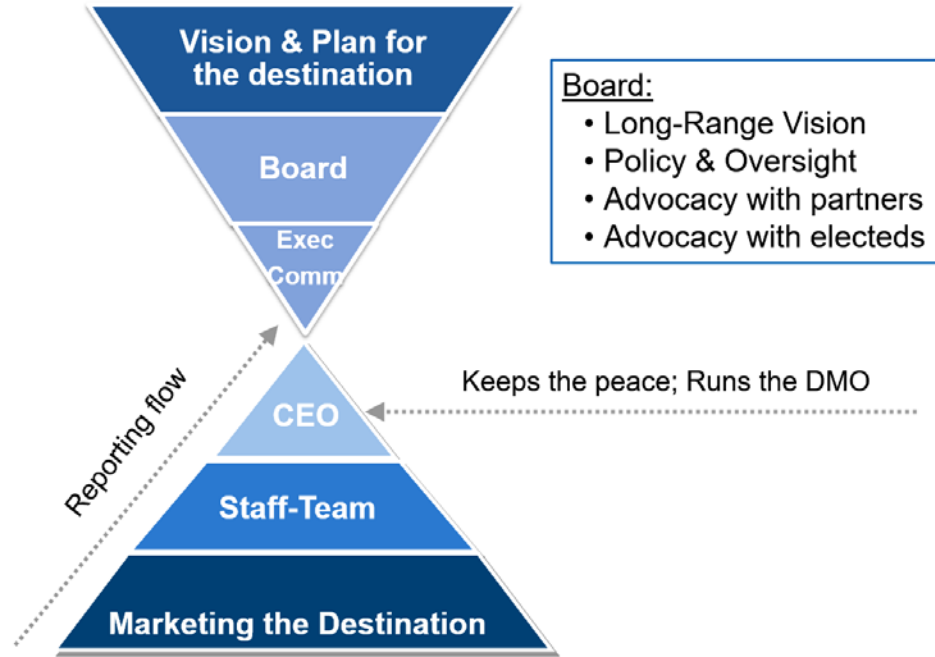 Vision & Plan for
the destination
Board
Exec
Comm
Board:
• Long-Range Vision
• Policy & Oversight
• Advocacy with partners
• Advocacy with electeds
Reporting flow
Keeps the peace; Runs the DMO
CEO
Staff-Team
Marketing the Destination